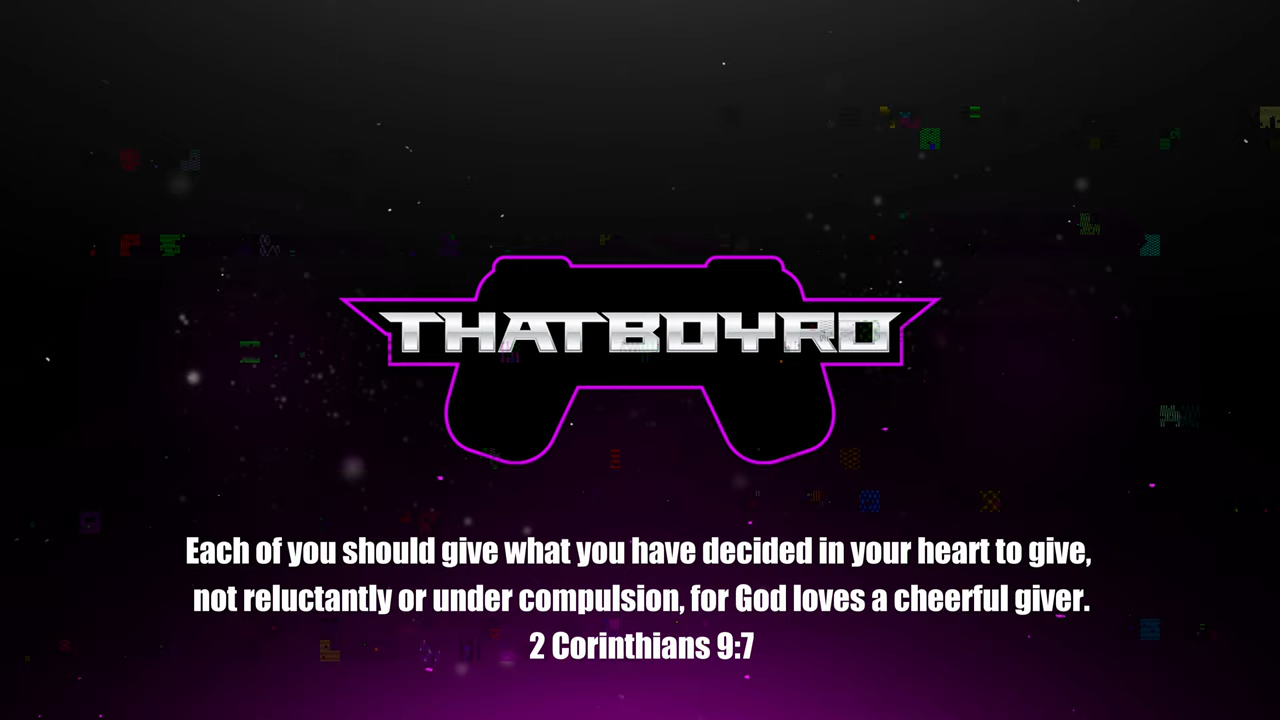 THATBOYRO
Each of you should give what you have decided in your heart to give,
not reluctantly or under compulsion, for God loves a cheerful giver.
2 Corinthians 9:7